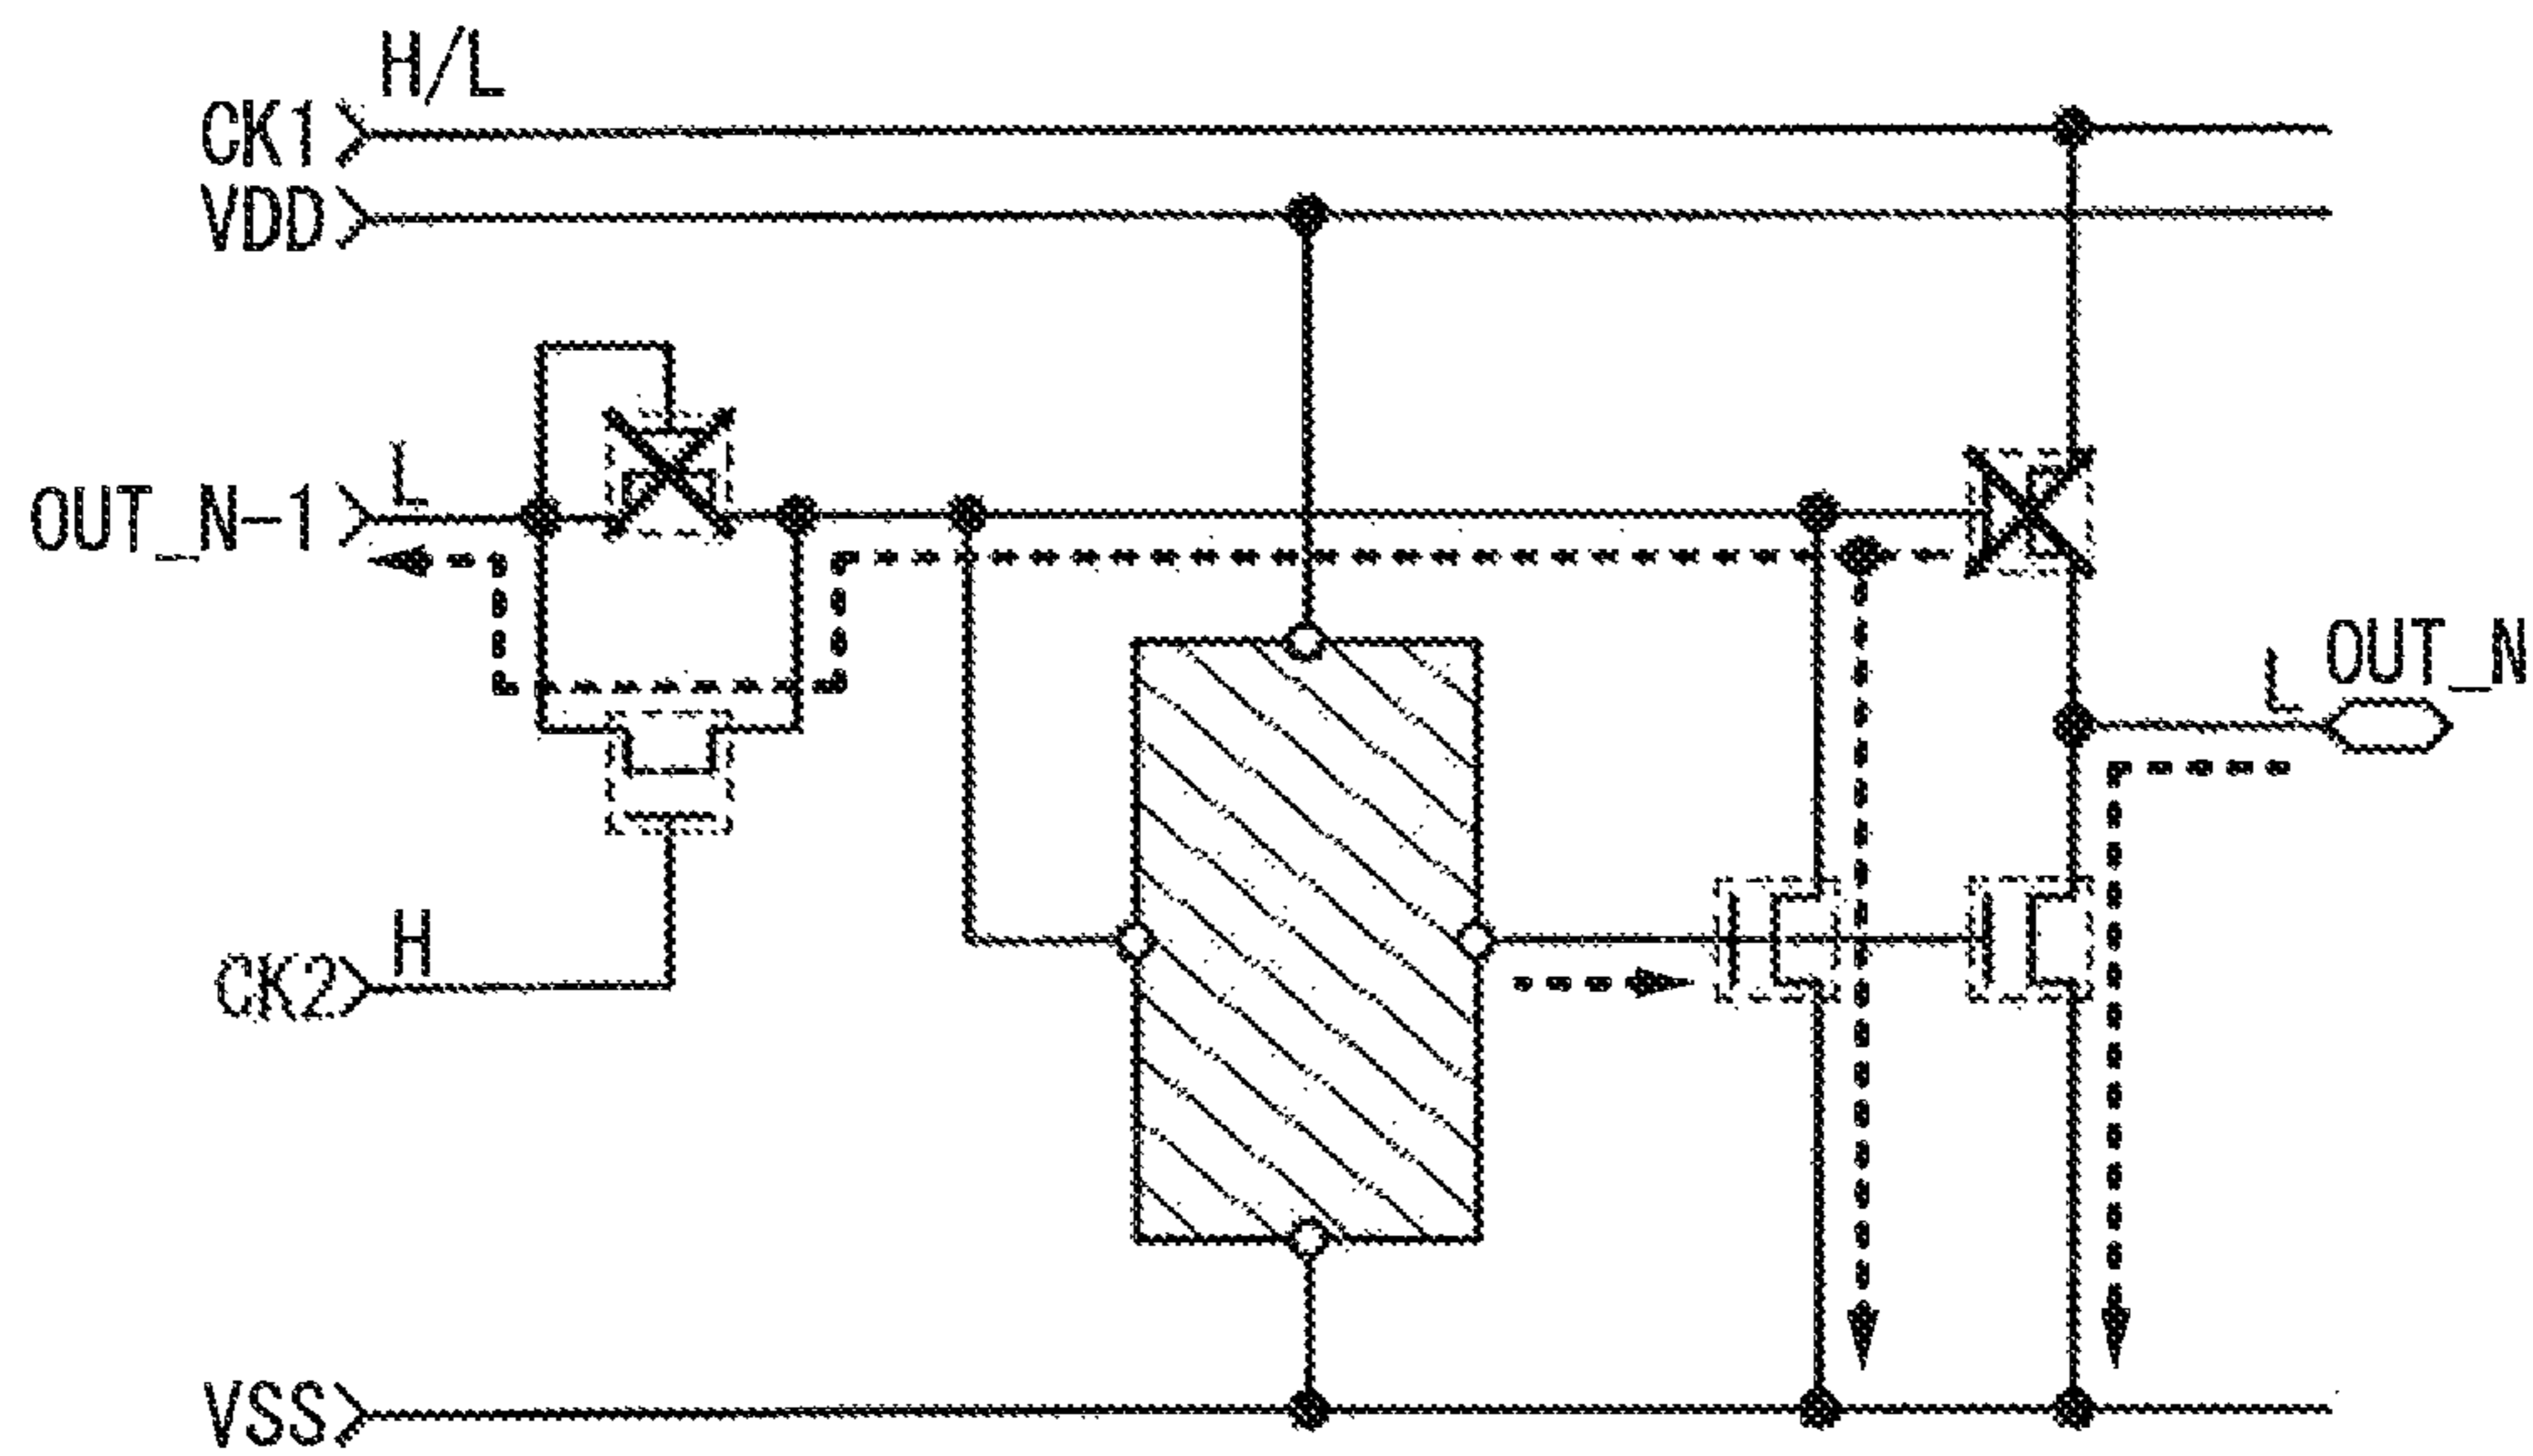 H/L
CK1
VDD
L
OUT_N-1
L
OUT_N
H
CK2
VSS